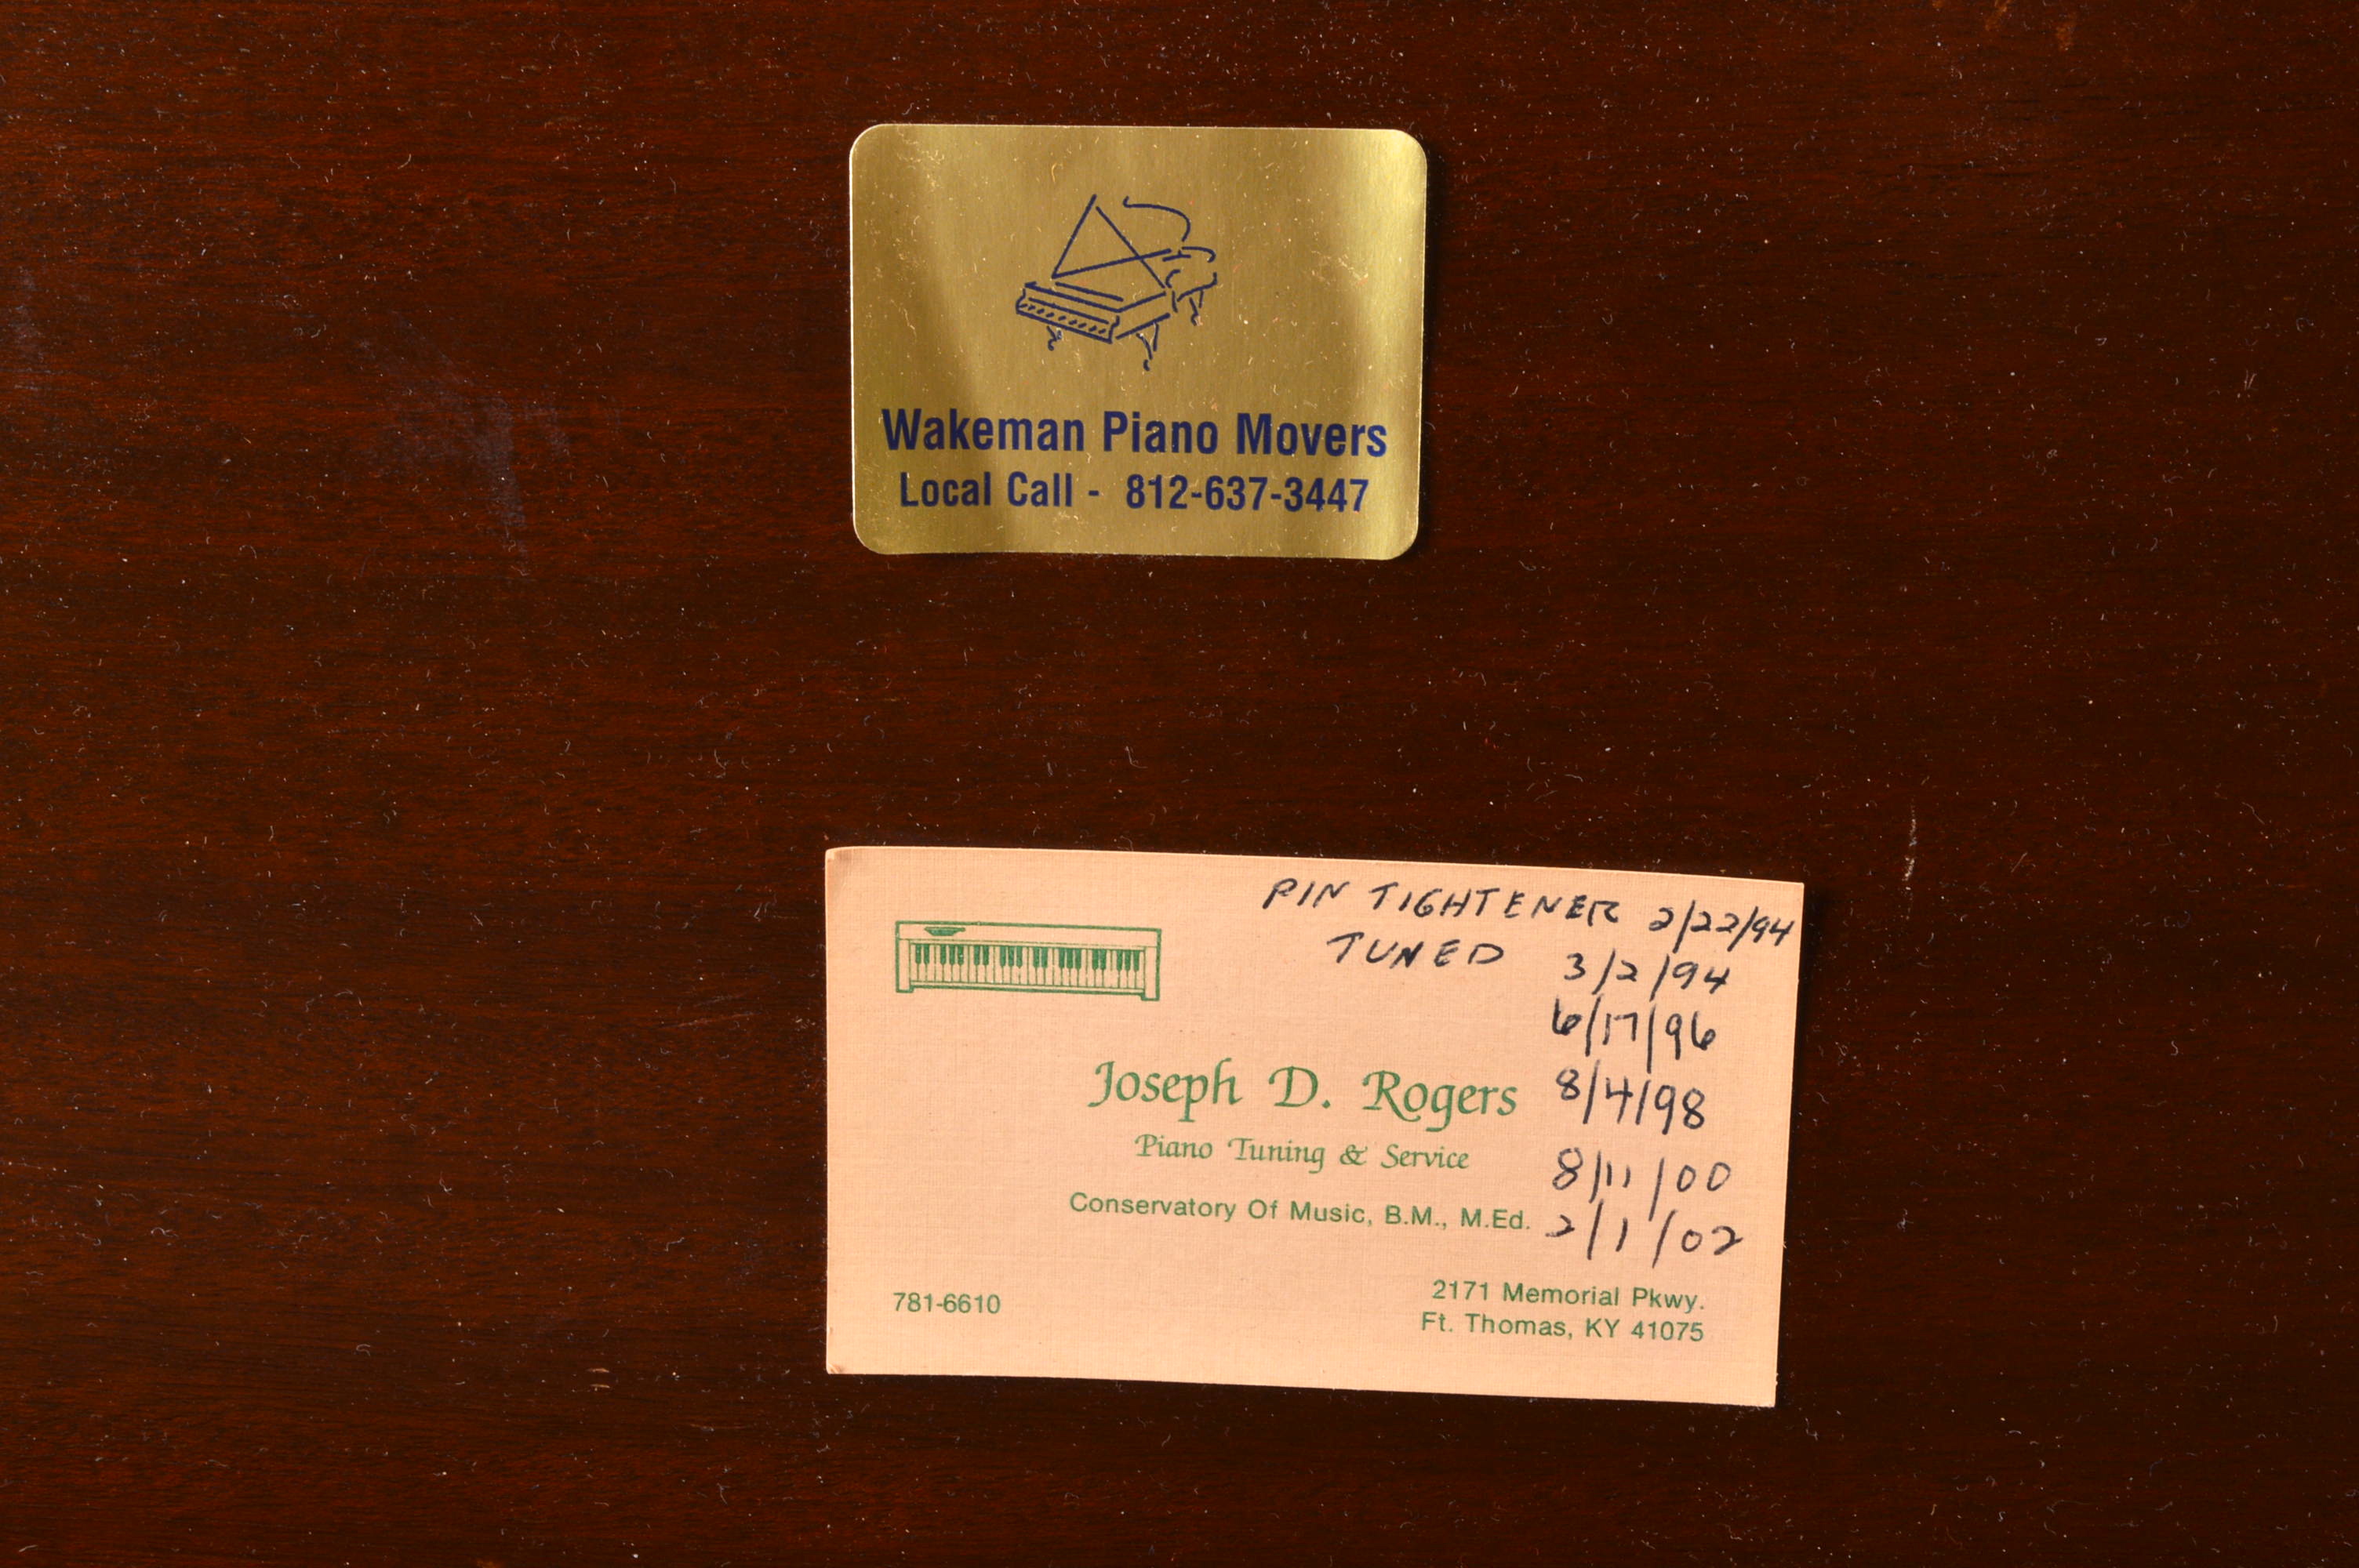 Wakeman Piano Movers
Local Call - 812-637-3447
PIN TIGHTENER 2/22/94
TUNED 3/2/94
6/17/96
8/4/98
8/11/00
2/1/02
Joseph D. Rogers
Piano Tuning & Service
Conservatory Of Music, B.M., M.Ed.
781-6610
2171 Memorial Pkwy.
Ft. Thomas, KY 41075